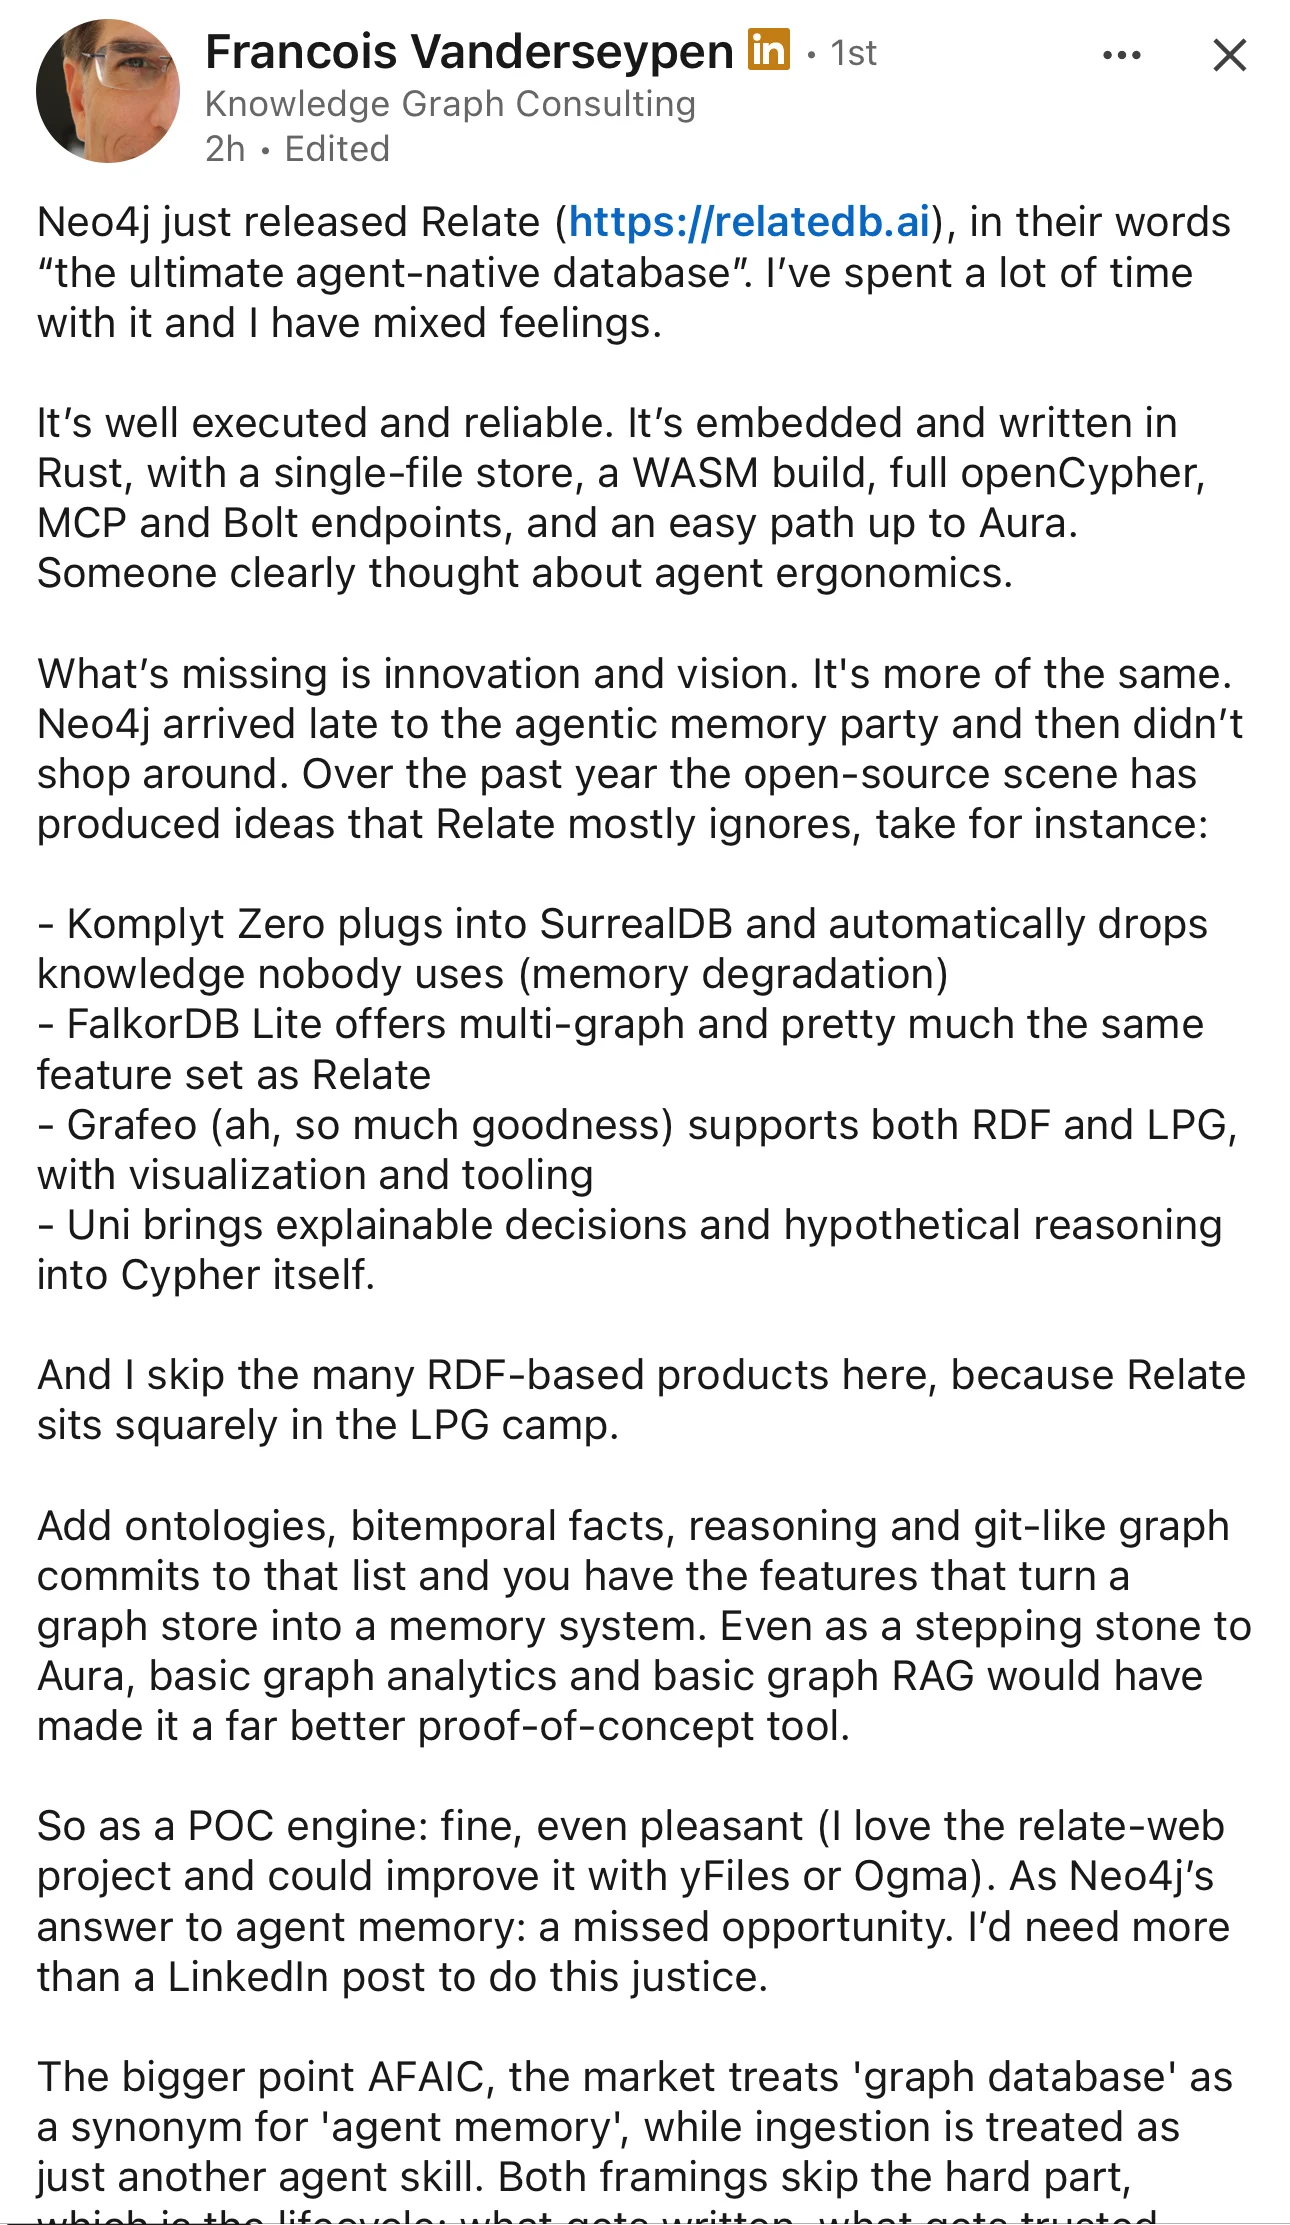 Francois Vanderseypen in • 1st
Knowledge Graph Consulting
2h • Edited
Neo4j just released Relate (https://relatedb.ai), in their words
“the ultimate agent-native database”. I’ve spent a lot of time
with it and I have mixed feelings.
It’s well executed and reliable. It’s embedded and written in
Rust, with a single-file store, a WASM build, full openCypher,
MCP and Bolt endpoints, and an easy path up to Aura.
Someone clearly thought about agent ergonomics.
What’s missing is innovation and vision. It's more of the same.
Neo4j arrived late to the agentic memory party and then didn’t
shop around. Over the past year the open-source scene has
produced ideas that Relate mostly ignores, take for instance:
- Komplyt Zero plugs into SurrealDB and automatically drops
knowledge nobody uses (memory degradation)
- FalkorDB Lite offers multi-graph and pretty much the same
feature set as Relate
- Grafeo (ah, so much goodness) supports both RDF and LPG,
with visualization and tooling
- Uni brings explainable decisions and hypothetical reasoning
into Cypher itself.
And I skip the many RDF-based products here, because Relate
sits squarely in the LPG camp.
Add ontologies, bitemporal facts, reasoning and git-like graph
commits to that list and you have the features that turn a
graph store into a memory system. Even as a stepping stone to
Aura, basic graph analytics and basic graph RAG would have
made it a far better proof-of-concept tool.
So as a POC engine: fine, even pleasant (I love the relate-web
project and could improve it with yFiles or Ogma). As Neo4j’s
answer to agent memory: a missed opportunity. I’d need more
than a LinkedIn post to do this justice.
The bigger point AFAIC, the market treats 'graph database' as
a synonym for 'agent memory', while ingestion is treated as
just another agent skill. Both framings skip the hard part,
which is the lifecycle: what gets written, what gets trusted